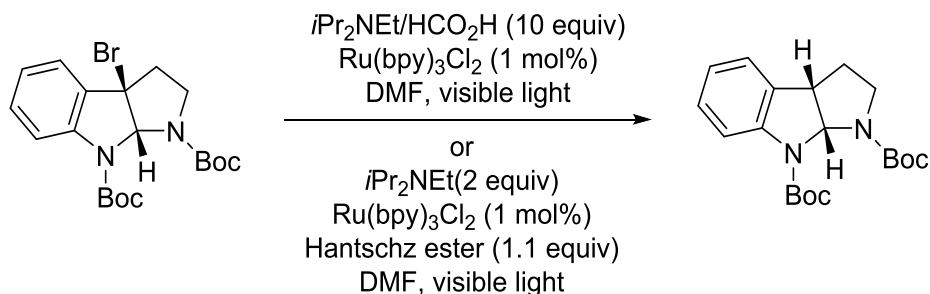 iPr₂NEt/HCO₂H (10 equiv)
Ru(bpy)₃Cl₂ (1 mol%)
DMF, visible light
or
iPr₂NEt(2 equiv)
Ru(bpy)₃Cl₂ (1 mol%)
Hantschz ester (1.1 equiv)
DMF, visible light
Br
N
N
H
Boc
Boc
H
N
N
H
Boc
Boc